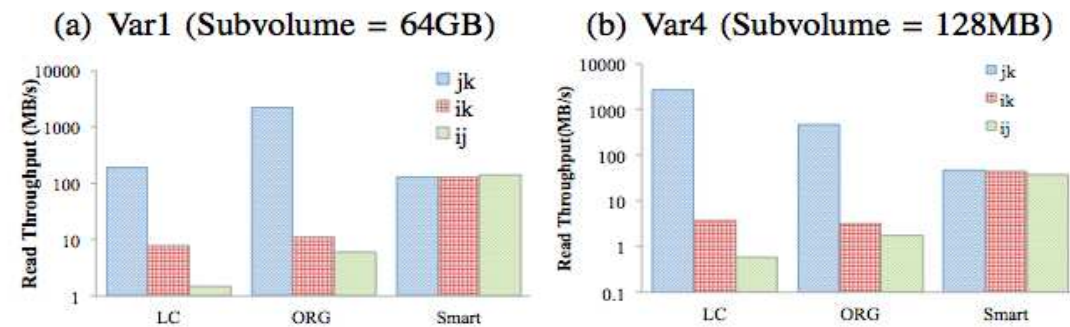 (a) Var1 (Subvolume = 64GB)
Read Throughput (MB/s)
10000
1000
100
10
1
jk
ik
ij
LC
ORG
Smart
(b) Var4 (Subvolume = 128MB)
Read Throughput(MB/s)
10000
1000
100
10
1
0.1
jk
ik
ij
LC
ORG
Smart